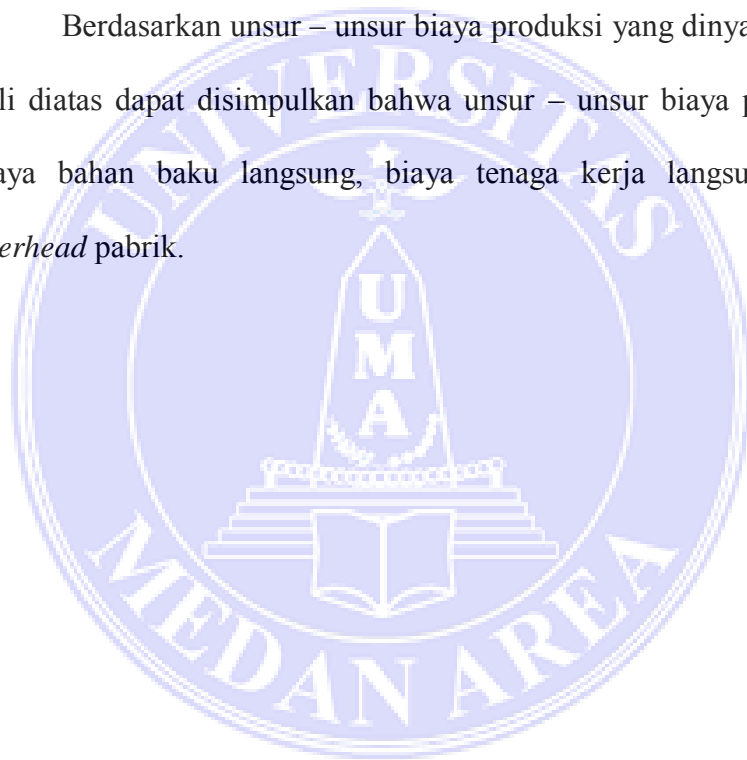 Berdasarkan unsur – unsur biaya produksi yang dinya
li diatas dapat disimpulkan bahwa unsur – unsur biaya p
aya bahan baku langsung, biaya tenaga kerja langsu
erhead pabrik.
UNIVERSITAS
UMA
MEDAN AREA